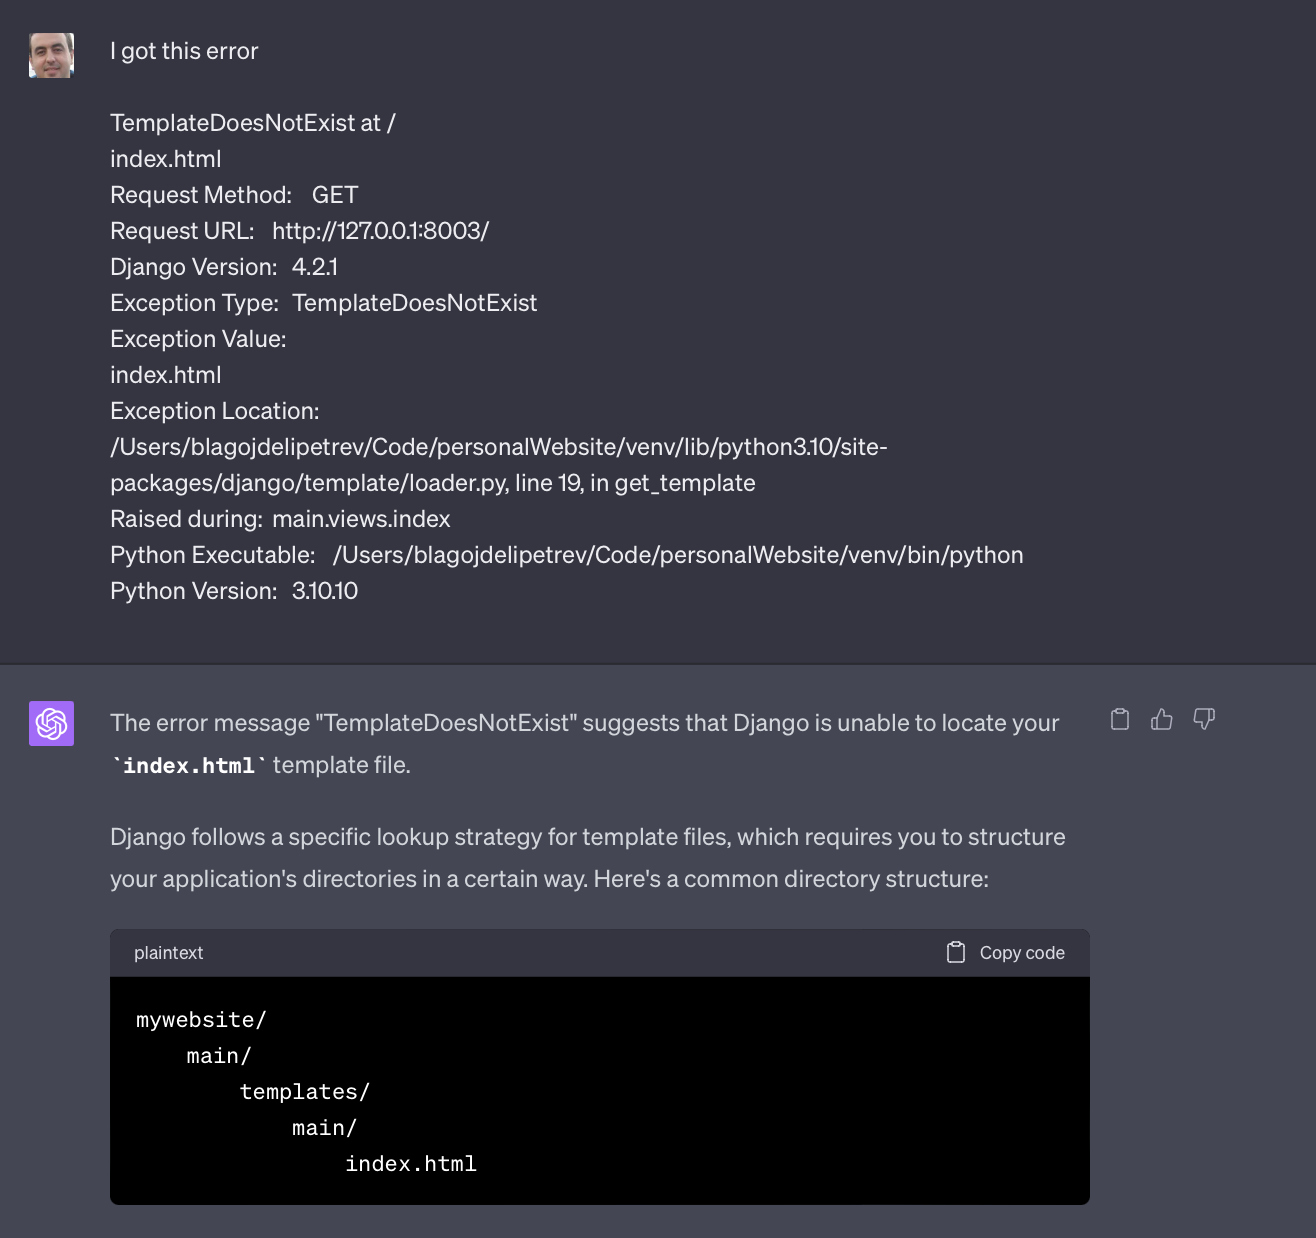 I got this error
TemplateDoesNotExist at /
index.html
Request Method: GET
Request URL: http://127.0.0.1:8003/
Django Version: 4.2.1
Exception Type: TemplateDoesNotExist
Exception Value:
index.html
Exception Location:
/Users/blagojdelipetrev/Code/personalWebsite/venv/lib/python3.10/site-
packages/django/template/loader.py, line 19, in get_template
Raised during: main.views.index
Python Executable: /Users/blagojdelipetrev/Code/personalWebsite/venv/bin/python
Python Version: 3.10.10
The error message "TemplateDoesNotExist" suggests that Django is unable to locate your
`index.html` template file.
Django follows a specific lookup strategy for template files, which requires you to structure
your application's directories in a certain way. Here's a common directory structure:
plaintext Copy code
mywebsite/
    main/
        templates/
            main/
                index.html